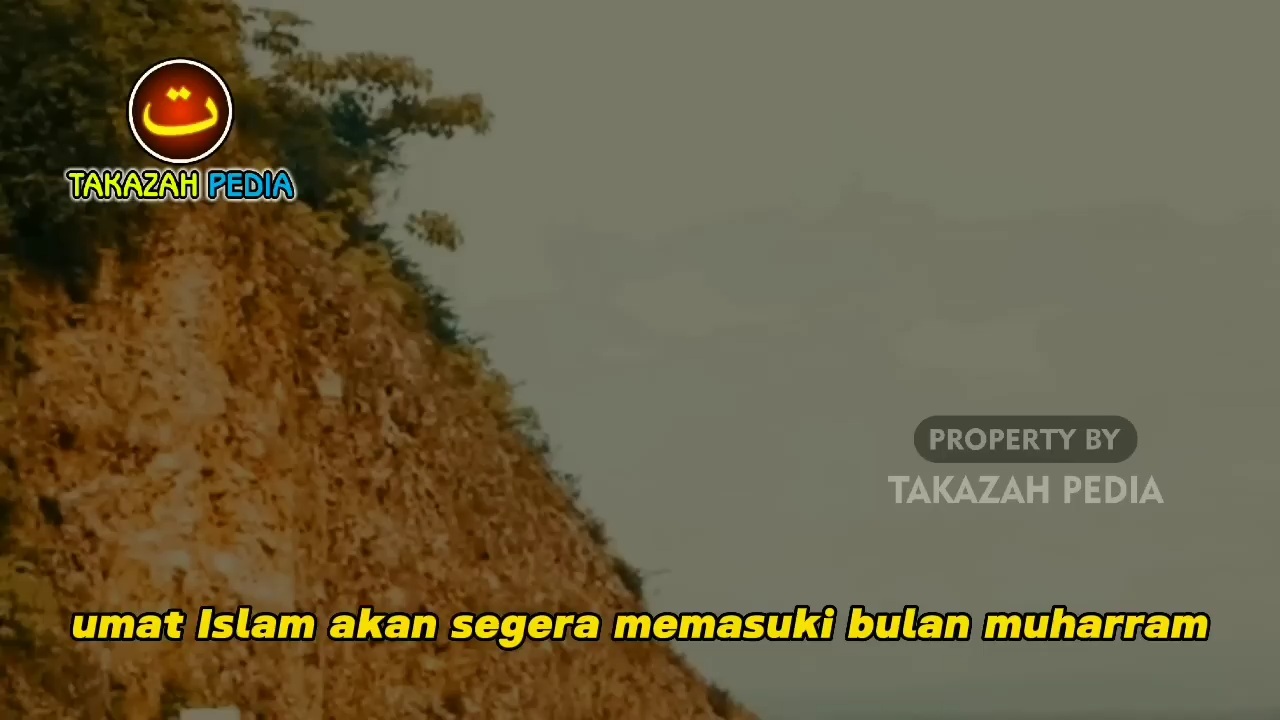 ت
TAKAZAH PEDIA
PROPERTY BY
TAKAZAH PEDIA
umat Islam akan segera memasuki bulan muharram